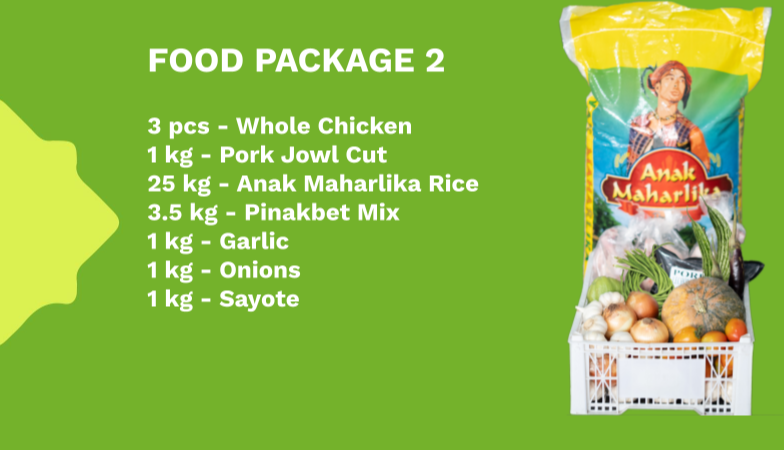 FOOD PACKAGE 2
3 pcs - Whole Chicken
1 kg - Pork Jowl Cut
25 kg - Anak Maharlika Rice
3.5 kg - Pinakbet Mix
1 kg - Garlic
1 kg - Onions
1 kg - Sayote
Anak
Maharlika
PORK